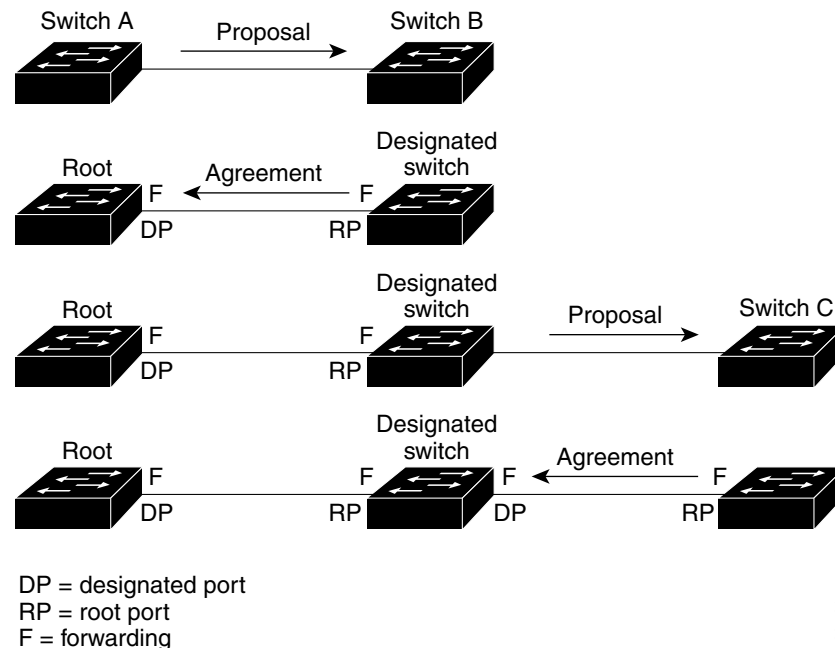 Switch A
Proposal
Switch B
Root
F
DP
Agreement
Designated
switch
F
RP
Root
F
DP
Designated
switch
F
RP
Proposal
Switch C
Root
F
DP
Designated
switch
F
RP
F
DP
Agreement
F
RP
DP = designated port
RP = root port
F = forwarding